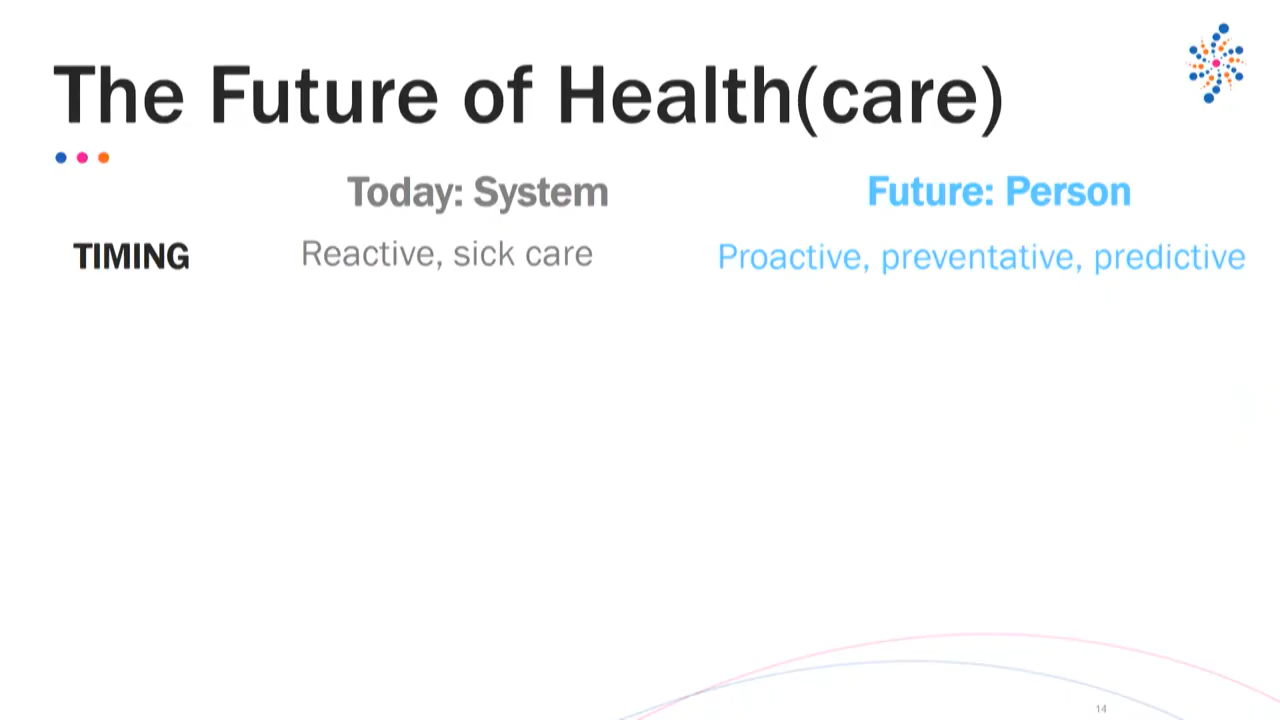 The Future of Health(care)
Today: System Future: Person
TIMING Reactive, sick care Proactive, preventative, predictive
14